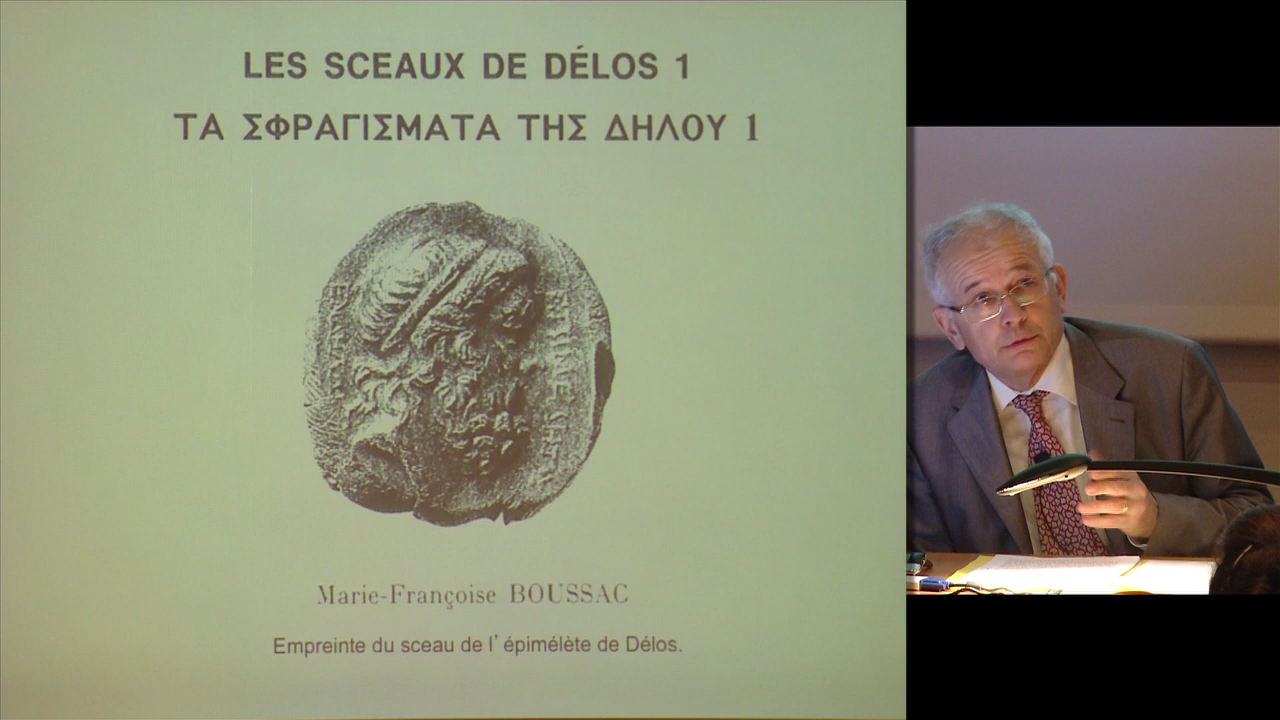 LES SCEAUX DE DÉLOS 1
ΤΑ ΣΦΡΑΓΙΣΜΑΤΑ ΤΗΣ ΔΗΛΟΥ 1
Marie-Françoise BOUSSAC
Empreinte du sceau de l'épimélète de Délos.